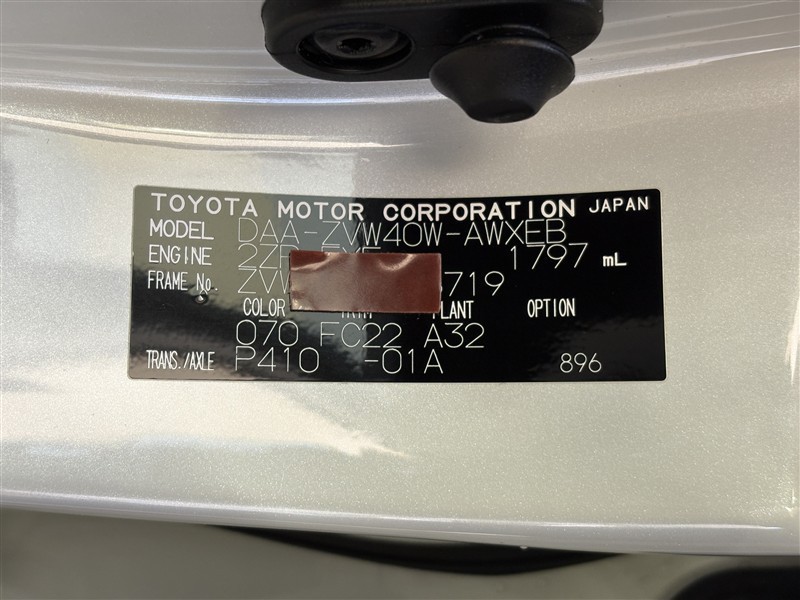 TOYOTA MOTOR CORPORATION JAPAN
MODEL DAA-ZVW40W-AWXEB
ENGINE 1797 mL
FRAME No. ZVW 719
COLOR OPTION
070 FC22 A32
TRANS./AXLE P410 -01A 896